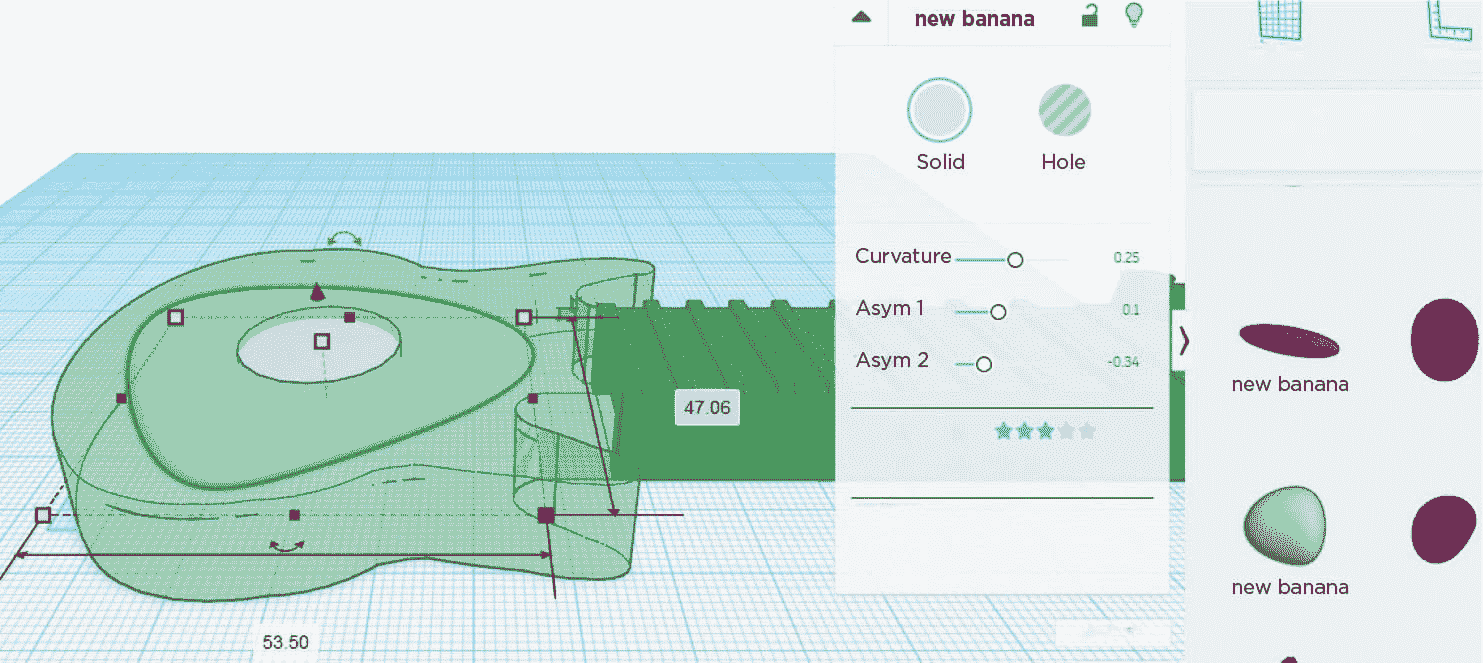 new banana
Solid
Hole
Curvature
0.25
Asym 1
0.1
Asym 2
-0.34
47.06
53.50
new banana
new banana